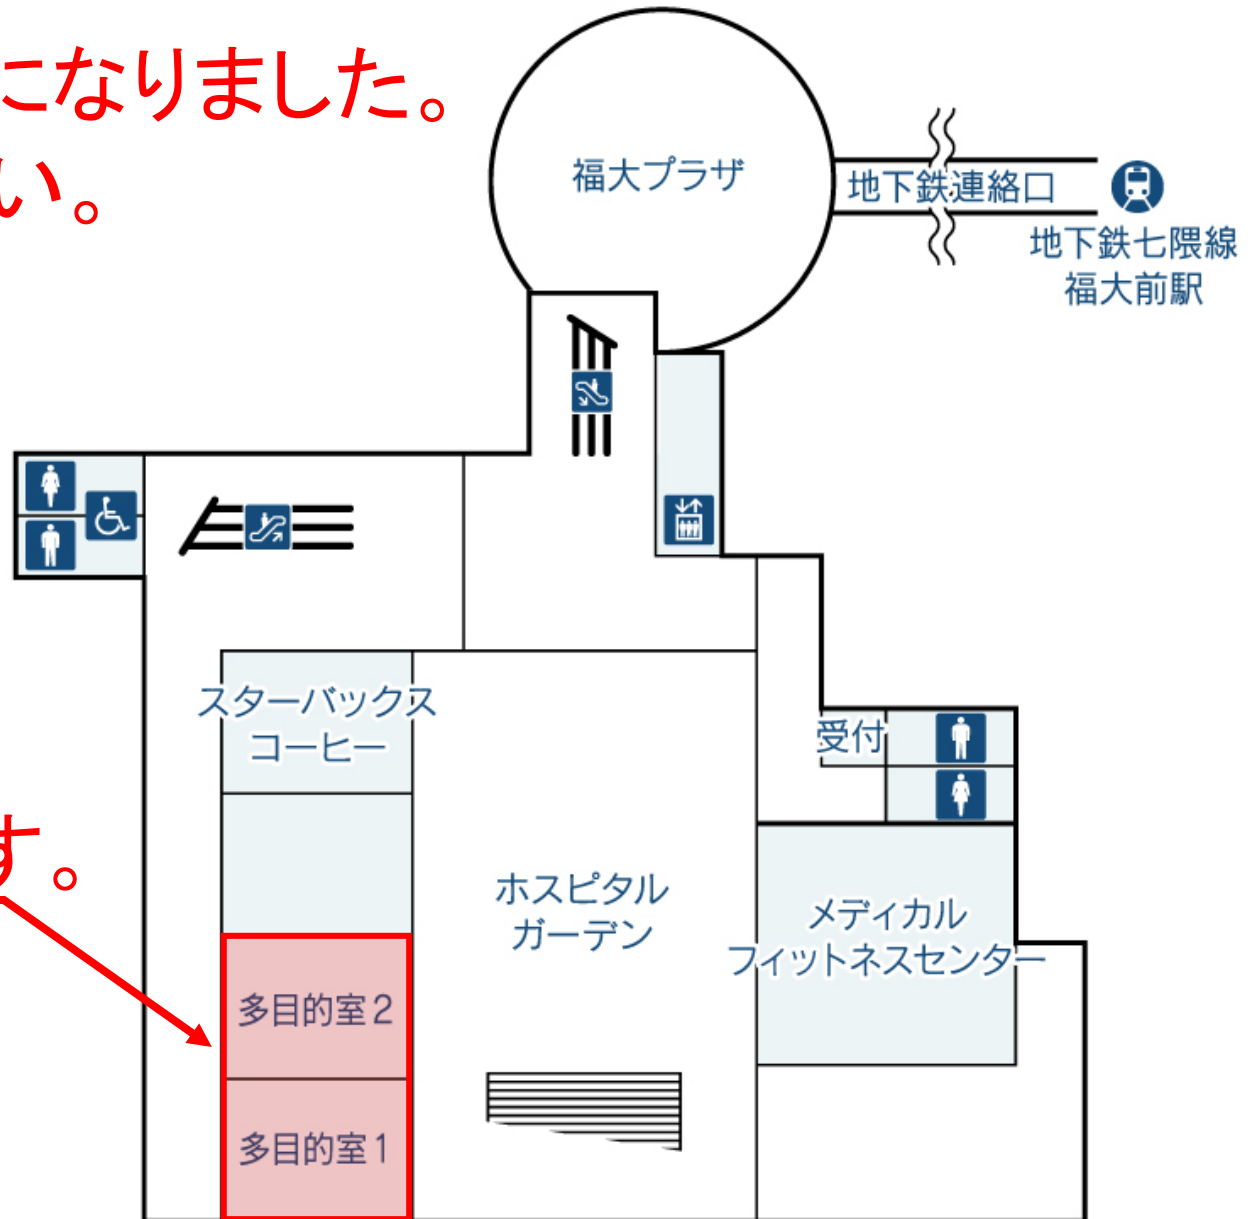 になりました。
い。
福大プラザ
地下鉄連絡口
地下鉄七隈線
福大前駅
スターバックス
コーヒー
受付
す。
ホスピタル
ガーデン
メディカル
フィットネスセンター
多目的室2
多目的室1